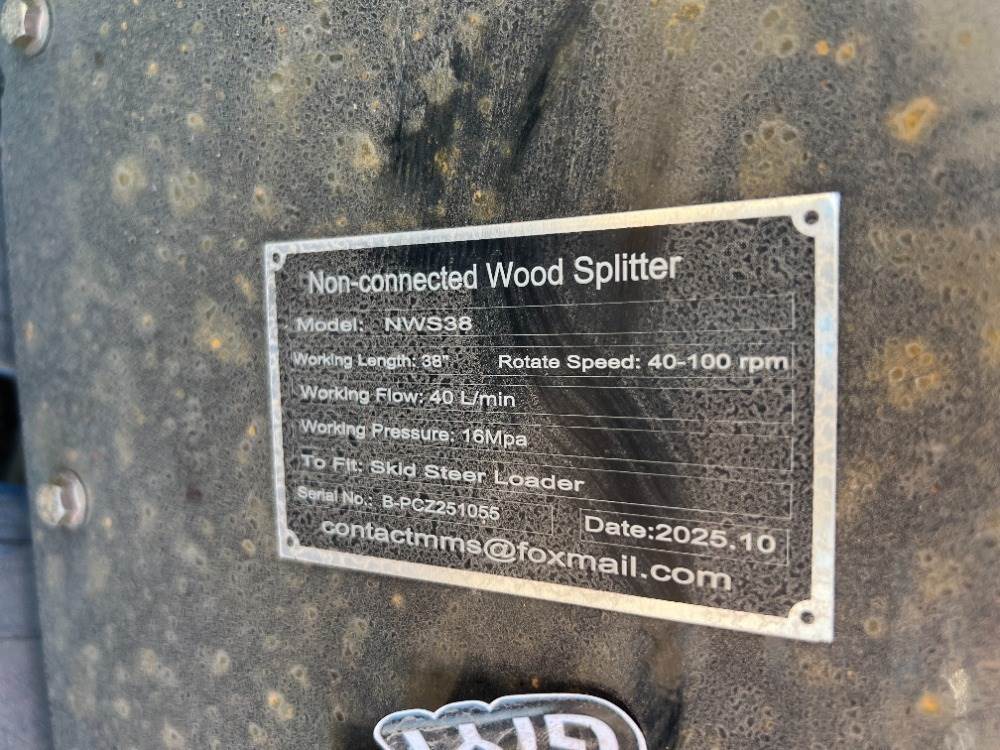 Non-connected Wood Splitter
Model: NWS38
Working Length: 38" Rotate Speed: 40-100 rpm
Working Flow: 40 L/min
Working Pressure: 16Mpa
To Fit: Skid Steer Loader
Serial No.: B-PCZ251055
Date:2025.10
contactmms@foxmail.com